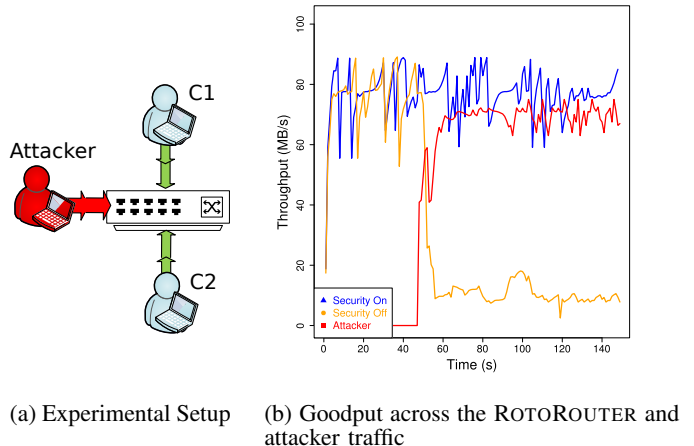 C1
Attacker
C2
Throughput (MB/s)
0
20
40
60
80
100
Security On
Security Off
Attacker
0
20
40
60
80
100
120
140
Time (s)
(a) Experimental Setup
(b) Goodput across the ROTOROUTER and
attacker traffic